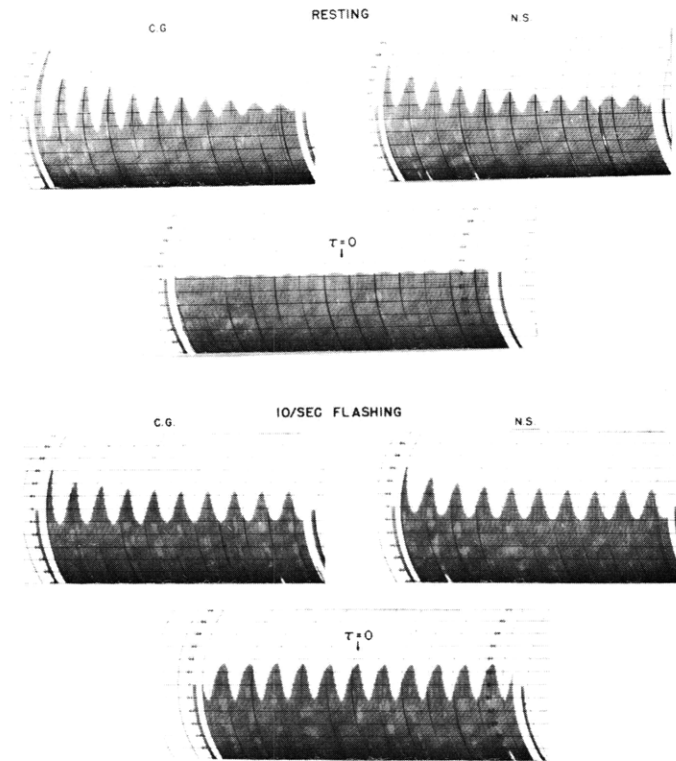 RESTING
C.G.
N.S.
τ=0
10/SEC FLASHING
C.G.
N.S.
τ=0